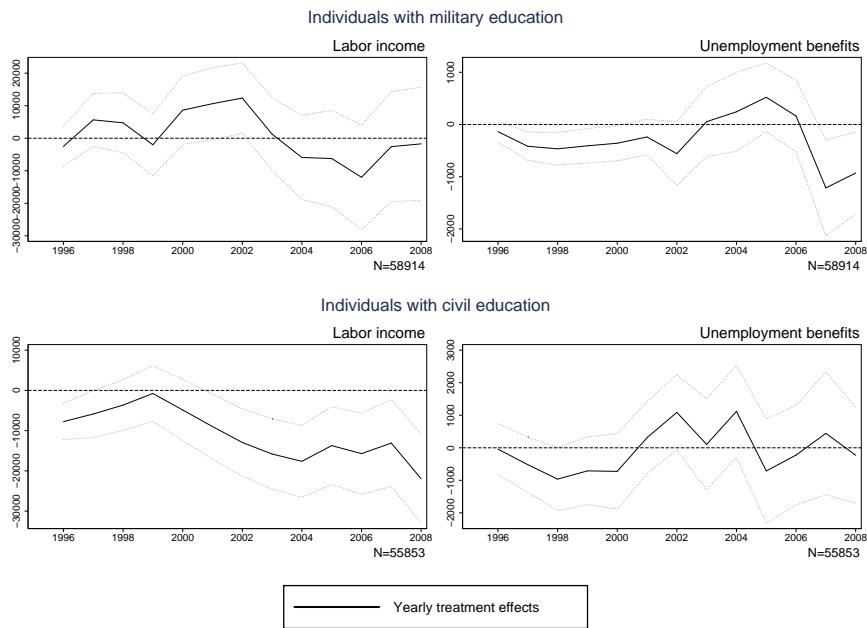 Individuals with military education
Labor income
20000
10000
0
−10000
−20000
−30000
1996 1998 2000 2002 2004 2006 2008
N=58914
Unemployment benefits
1000
0
−1000
−2000
1996 1998 2000 2002 2004 2006 2008
N=58914
Individuals with civil education
Labor income
10000
0
−10000
−20000
−30000
1996 1998 2000 2002 2004 2006 2008
N=55853
Unemployment benefits
3000
2000
1000
0
−1000
−2000
1996 1998 2000 2002 2004 2006 2008
N=55853
Yearly treatment effects